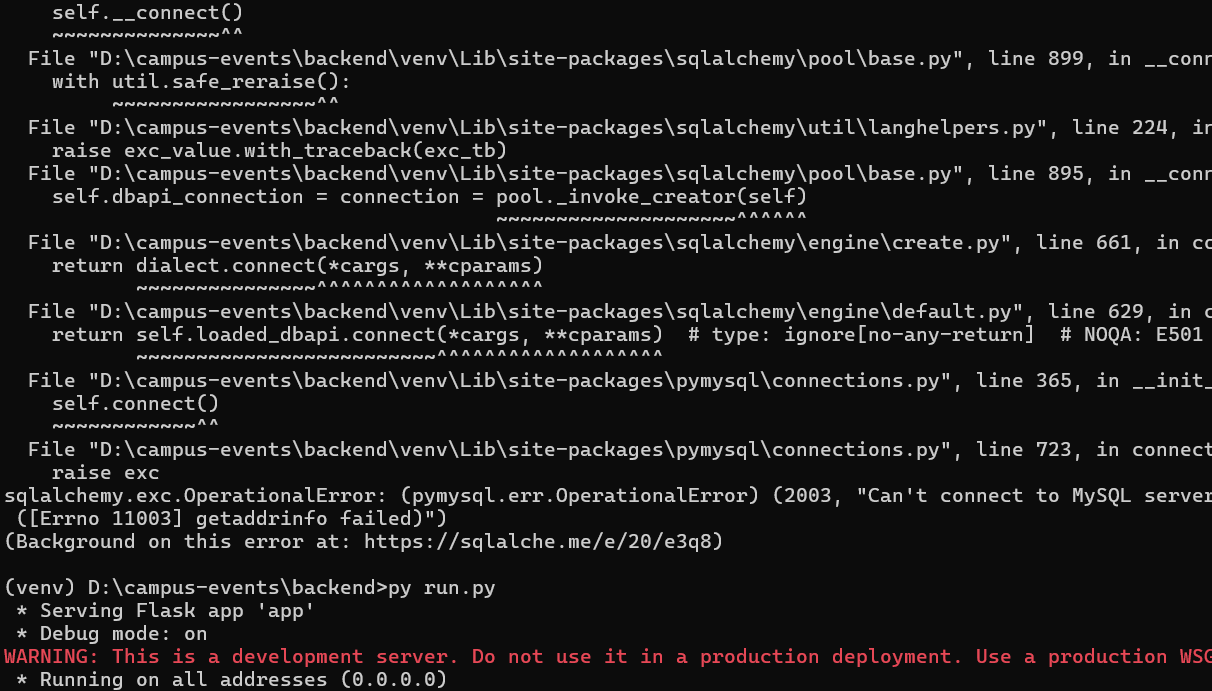 self.__connect()
~~~~~~~~~~~~~~^^
File "D:\campus-events\backend\venv\Lib\site-packages\sqlalchemy\pool\base.py", line 899, in __conn
with util.safe_reraise():
~~~~~~~~~~~~~~~~~^^
File "D:\campus-events\backend\venv\Lib\site-packages\sqlalchemy\util\langhelpers.py", line 224, in
raise exc_value.with_traceback(exc_tb)
File "D:\campus-events\backend\venv\Lib\site-packages\sqlalchemy\pool\base.py", line 895, in __conn
self.dbapi_connection = connection = pool._invoke_creator(self)
~~~~~~~~~~~~~~~~~~~~^^^^^^
File "D:\campus-events\backend\venv\Lib\site-packages\sqlalchemy\engine\create.py", line 661, in co
return dialect.connect(*cargs, **cparams)
~~~~~~~~~~~~~~~^^^^^^^^^^^^^^^^^^^
File "D:\campus-events\backend\venv\Lib\site-packages\sqlalchemy\engine\default.py", line 629, in c
return self.loaded_dbapi.connect(*cargs, **cparams)  # type: ignore[no-any-return]  # NOQA: E501
~~~~~~~~~~~~~~~~~~~~~~~~~^^^^^^^^^^^^^^^^^^^
File "D:\campus-events\backend\venv\Lib\site-packages\pymysql\connections.py", line 365, in __init_
self.connect()
~~~~~~~~~~~~^^
File "D:\campus-events\backend\venv\Lib\site-packages\pymysql\connections.py", line 723, in connect
raise exc
sqlalchemy.exc.OperationalError: (pymysql.err.OperationalError) (2003, "Can't connect to MySQL server
([Errno 11003] getaddrinfo failed)")
(Background on this error at: https://sqlalche.me/e/20/e3q8)
(venv) D:\campus-events\backend>py run.py
* Serving Flask app 'app'
* Debug mode: on
WARNING: This is a development server. Do not use it in a production deployment. Use a production WSG
* Running on all addresses (0.0.0.0)